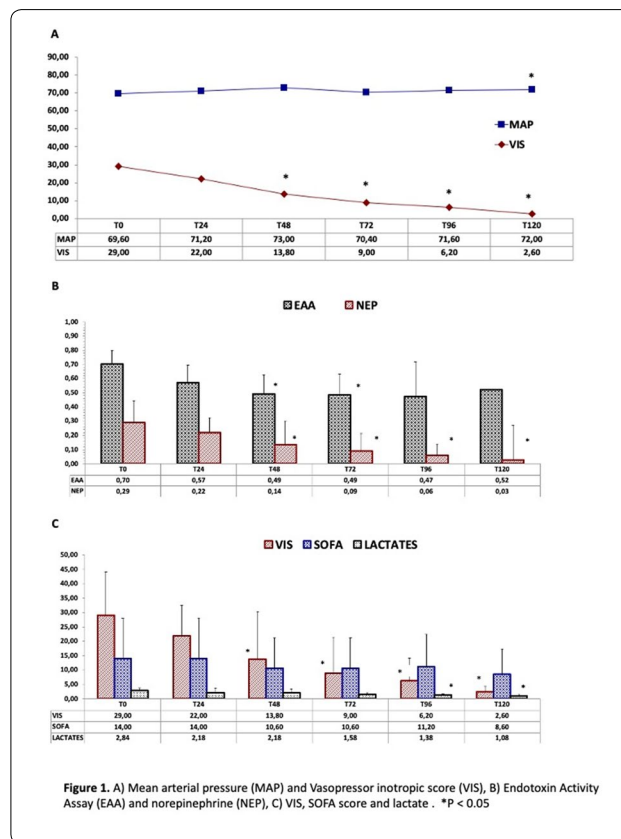 A
90,00
80,00
70,00
60,00
50,00
40,00
30,00
20,00
10,00
0,00
*
MAP
VIS
* * * *
T0 T24 T48 T72 T96 T120
MAP 69,60 71,20 73,00 70,40 71,60 72,00
VIS 29,00 22,00 13,80 9,00 6,20 2,60
B
EAA NEP
1,00
0,90
0,80
0,70
0,60
0,50
0,40
0,30
0,20
0,10
0,00
* *
* * * *
T0 T24 T48 T72 T96 T120
EAA 0,70 0,57 0,49 0,49 0,47 0,52
NEP 0,29 0,22 0,14 0,09 0,06 0,03
C
VIS SOFA LACTATES
50,00
45,00
40,00
35,00
30,00
25,00
20,00
15,00
10,00
5,00
0,00
* * * * * *
T0 T24 T48 T72 T96 T120
VIS 29,00 22,00 13,80 9,00 6,20 2,60
SOFA 14,00 14,00 10,60 10,60 11,20 8,60
LACTATES 2,84 2,18 2,18 1,58 1,38 1,08
Figure 1. A) Mean arterial pressure (MAP) and Vasopressor inotropic score (VIS), B) Endotoxin Activity
Assay (EAA) and norepinephrine (NEP), C) VIS, SOFA score and lactate . *P < 0.05